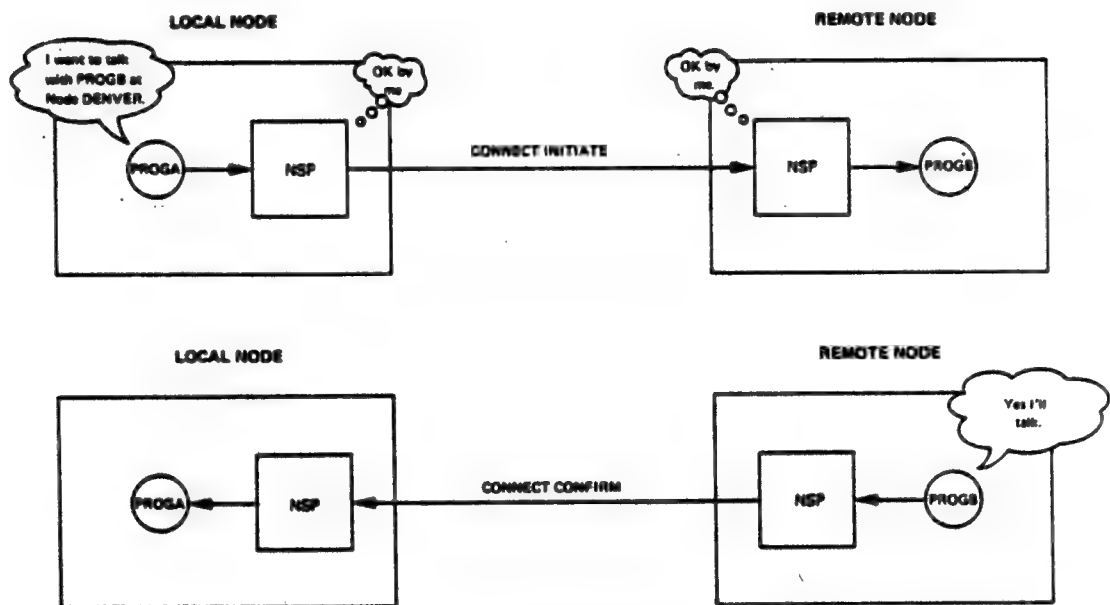 LOCAL NODE
REMOTE NODE
I want to talk
with PROGB at
Node DENVER.
OK by
me
OK by
me.
PROGA
NSP
CONNECT INITIATE
NSP
PROGB
LOCAL NODE
REMOTE NODE
Yes I'll
talk.
PROGA
NSP
CONNECT CONFIRM
NSP
PROGB